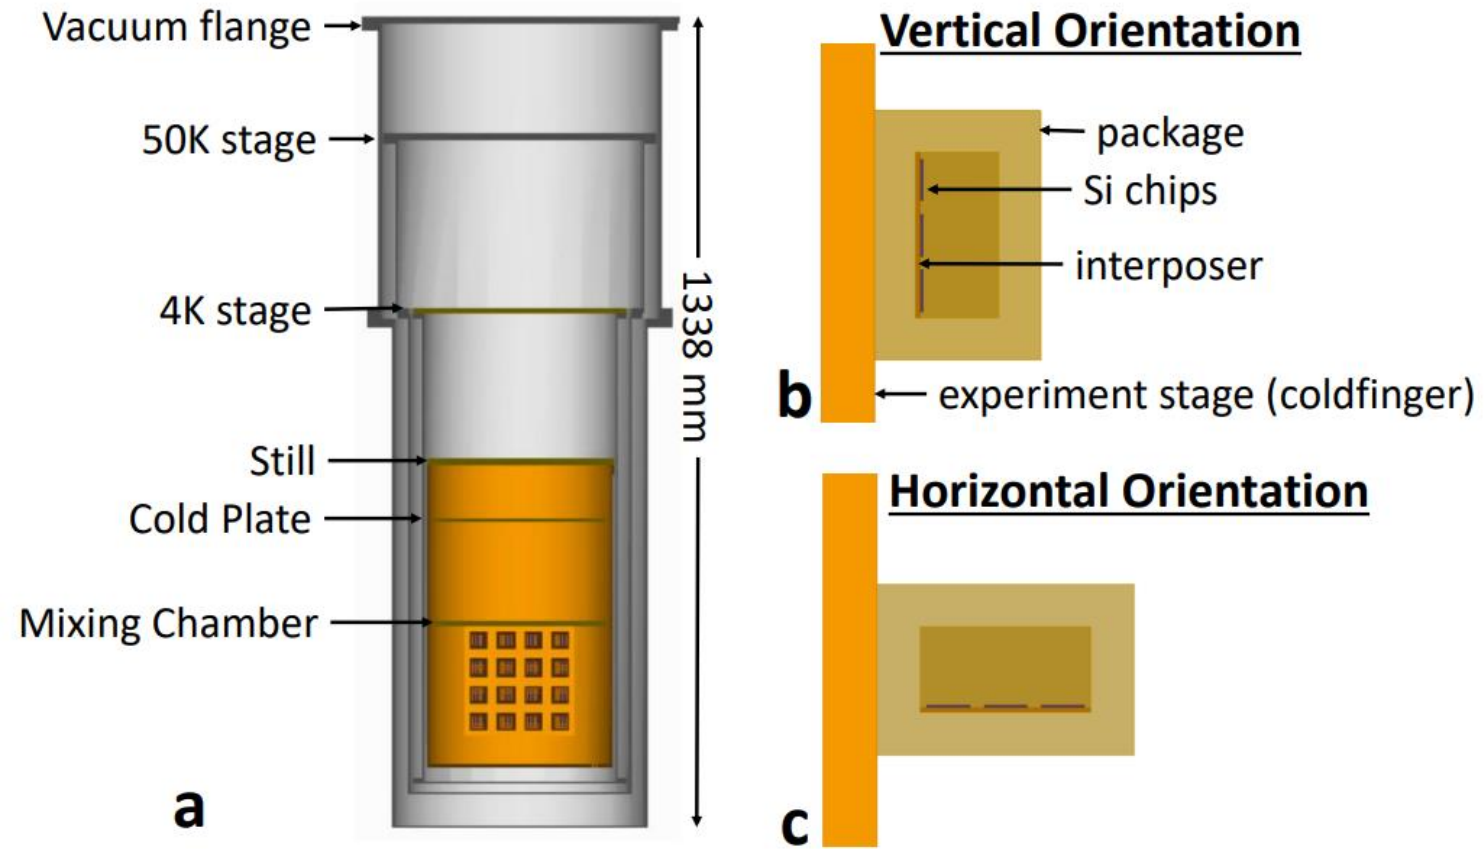 Vacuum flange
50K stage
4K stage
Still
Cold Plate
Mixing Chamber
1338 mm
a
Vertical Orientation
package
Si chips
interposer
experiment stage (coldfinger)
b
Horizontal Orientation
c